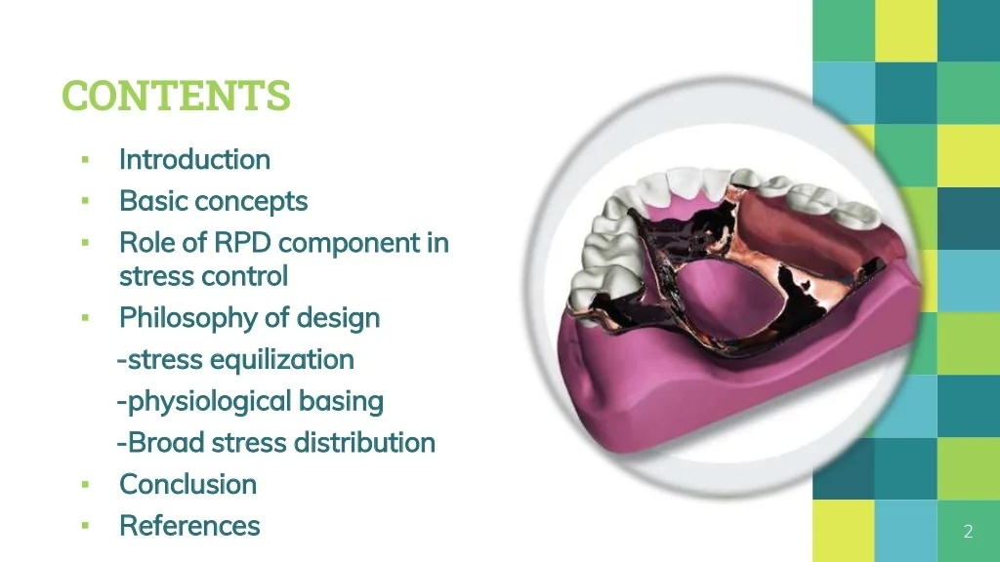 CONTENTS
▪ Introduction
▪ Basic concepts
▪ Role of RPD component in
stress control
▪ Philosophy of design
-stress equilization
-physiological basing
-Broad stress distribution
▪ Conclusion
▪ References
2